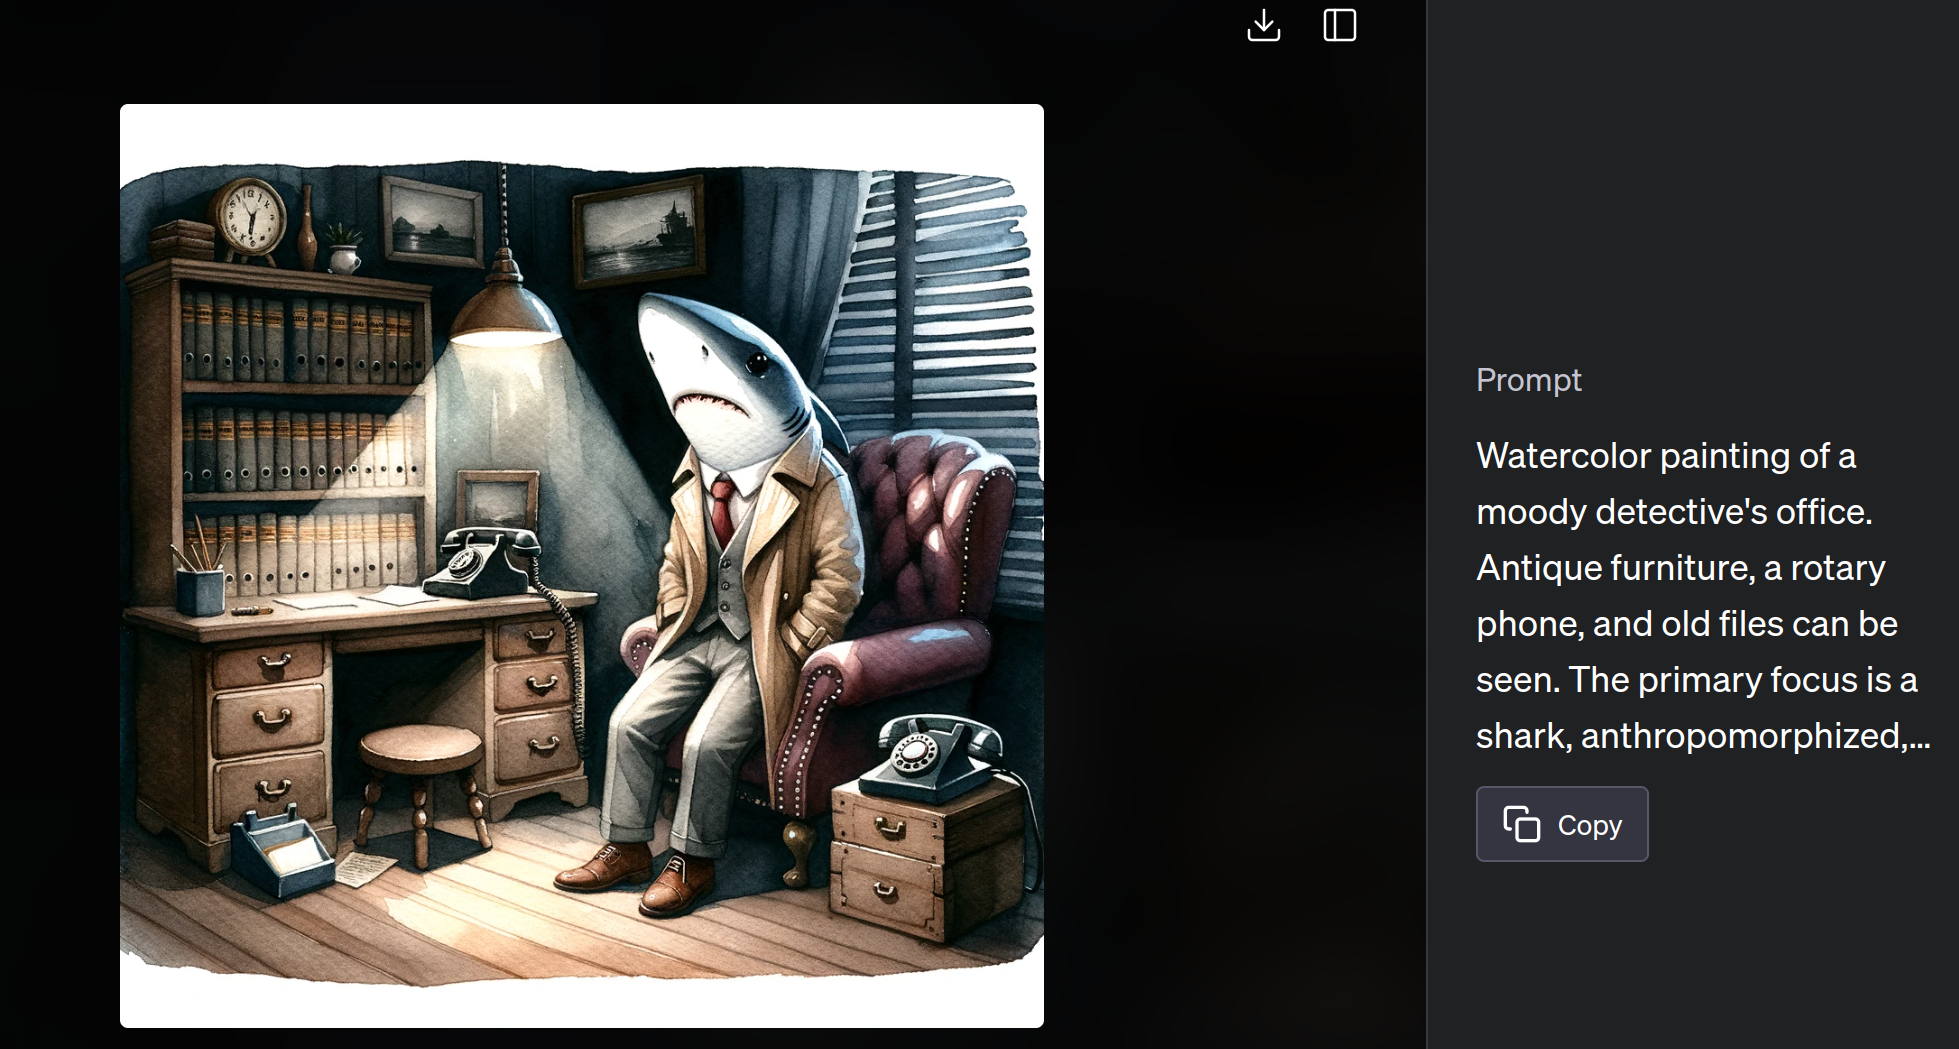 Prompt
Watercolor painting of a
moody detective's office.
Antique furniture, a rotary
phone, and old files can be
seen. The primary focus is a
shark, anthropomorphized,...
Copy